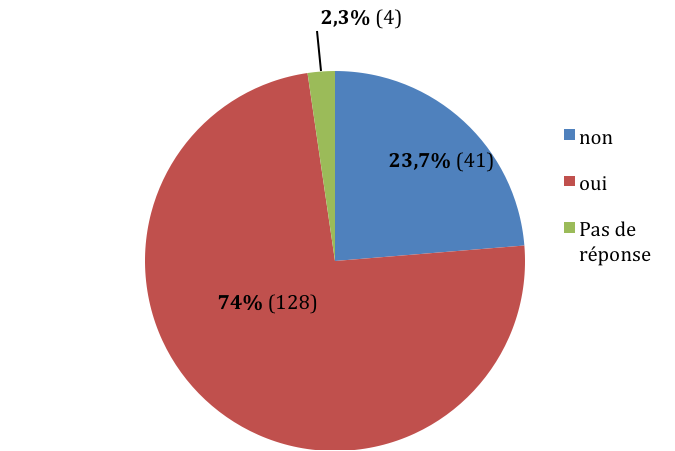 2,3% (4)
23,7% (41)
74% (128)
non
oui
Pas de
réponse